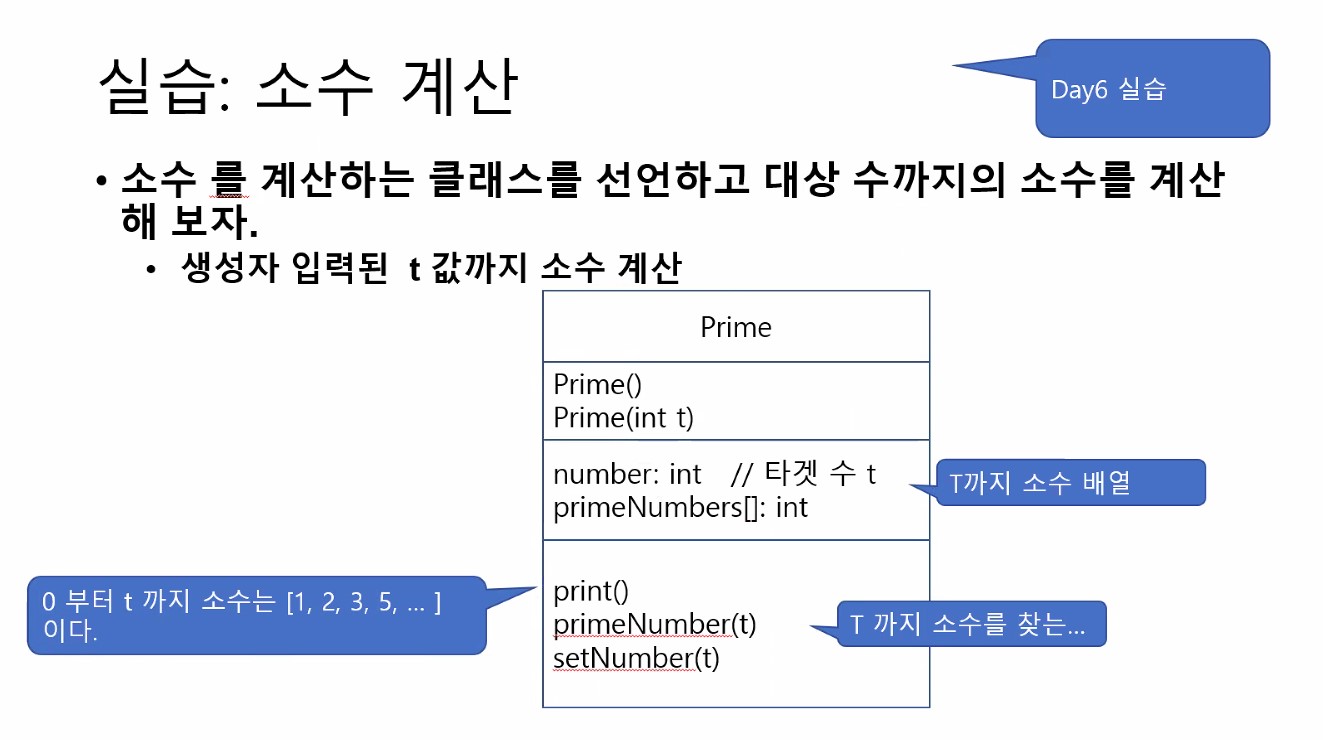 실습: 소수 계산
Day6 실습
• 소수 를 계산하는 클래스를 선언하고 대상 수까지의 소수를 계산
해 보자.
• 생성자 입력된 t 값까지 소수 계산
Prime
Prime()
Prime(int t)
number: int // 타겟 수 t
primeNumbers[]: int
T까지 소수 배열
0 부터 t 까지 소수는 [1, 2, 3, 5, ... ]
이다.
print()
primeNumber(t)
setNumber(t)
T 까지 소수를 찾는...